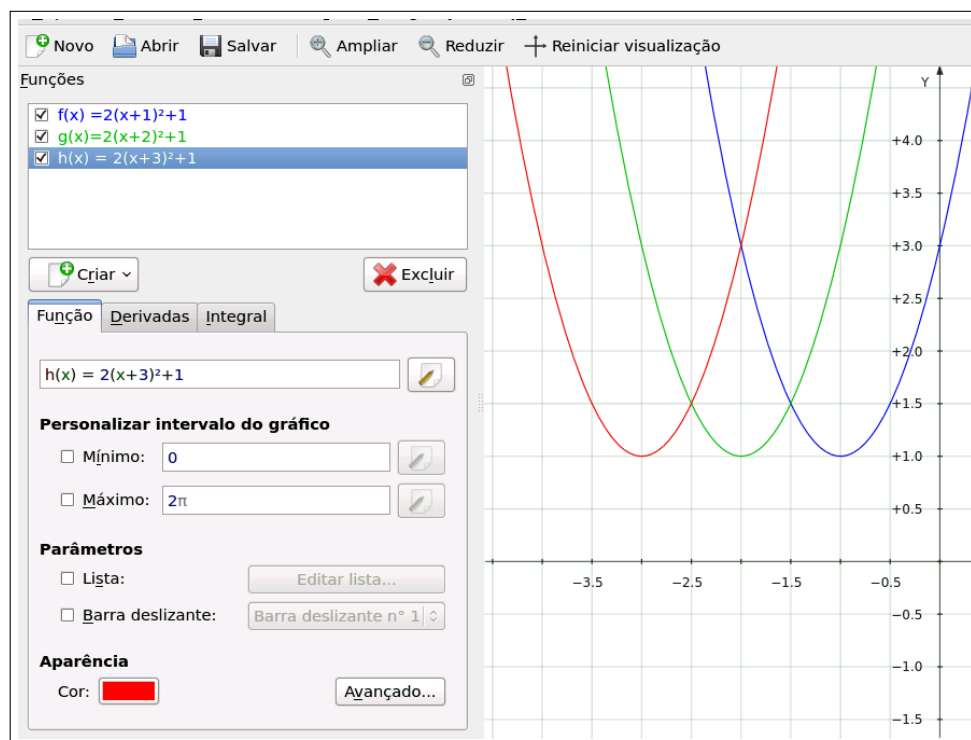 Novo Abrir Salvar Ampliar Reduzir Reiniciar visualização
Funções
f(x) =2(x+1)²+1
g(x)=2(x+2)²+1
h(x) = 2(x+3)²+1
Criar Excluir
Função Derivadas Integral
h(x) = 2(x+3)²+1
Personalizar intervalo do gráfico
Mínimo: 0
Máximo: 2π
Parâmetros
Lista: Editar lista...
Barra deslizante: Barra deslizante n° 1
Aparência
Cor: Avançado...
Y
+4.0
+3.5
+3.0
+2.5
+2.0
+1.5
+1.0
+0.5
−3.5 −2.5 −1.5 −0.5
−0.5
−1.0
−1.5